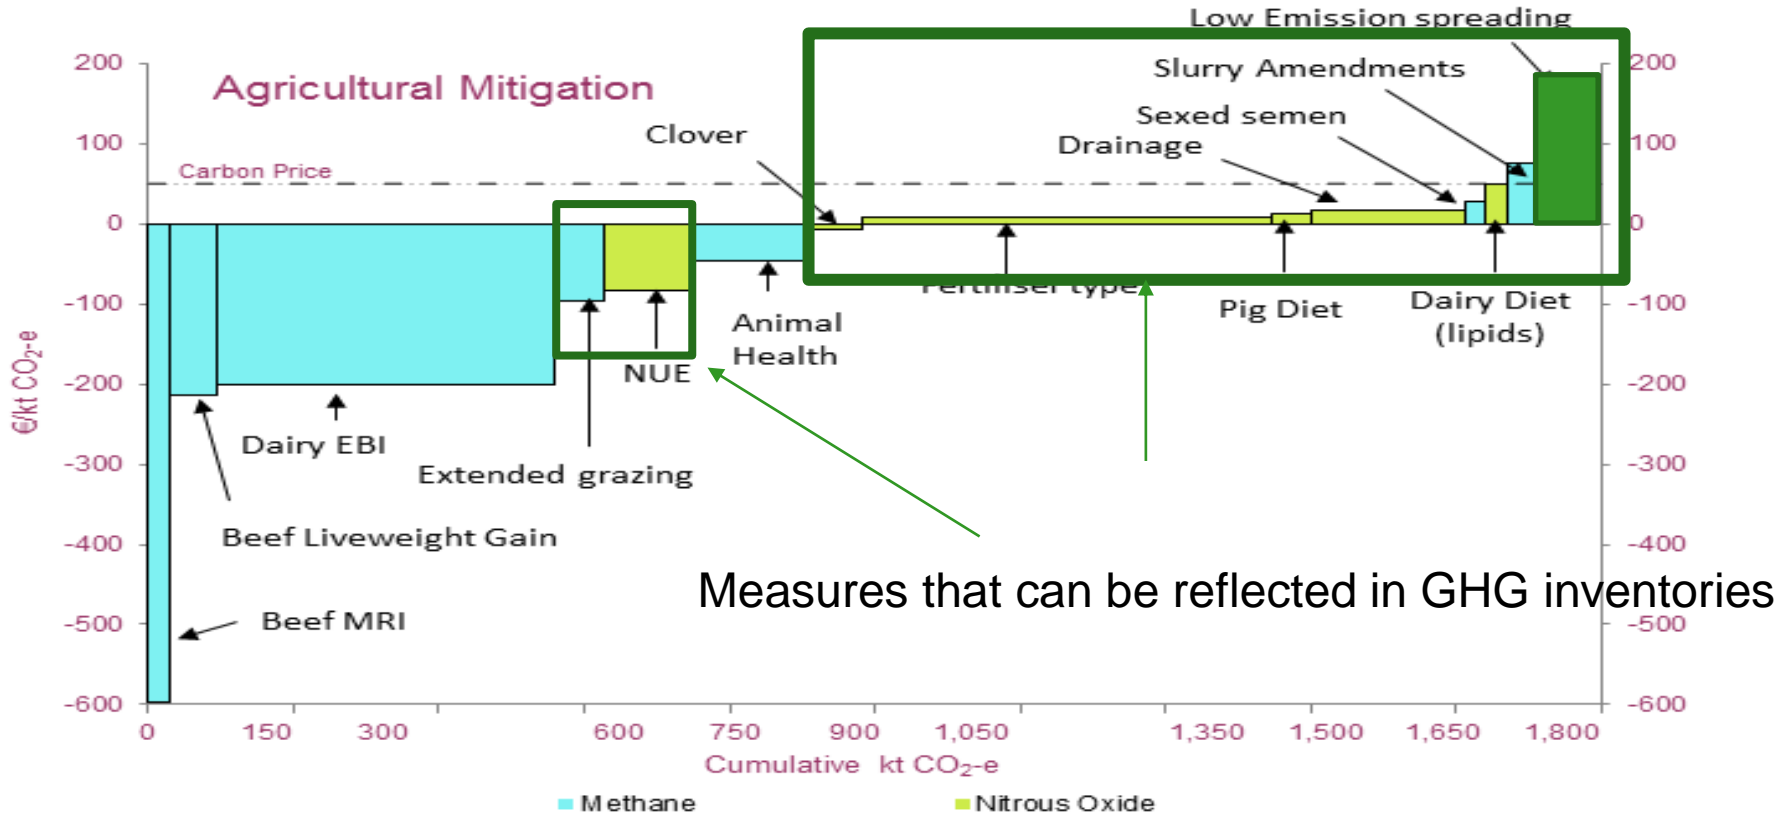 Low Emission spreading
200
200
Slurry Amendments
Agricultural Mitigation
Sexed semen
Clover
100
Drainage
100
Carbon Price
0
0
-100
Fertiliser type
-100
Pig Diet
Dairy Diet
(lipids)
Animal
Health
NUE
-200
-200
€/kt CO₂-e
Dairy EBI
-300
Extended grazing
-300
Beef Liveweight Gain
-400
-400
Measures that can be reflected in GHG inventories
Beef MRI
-500
-500
-600
-600
0 150 300 600 750 900 1,050 1,350 1,500 1,650 1,800
Cumulative kt CO₂-e
Methane
Nitrous Oxide